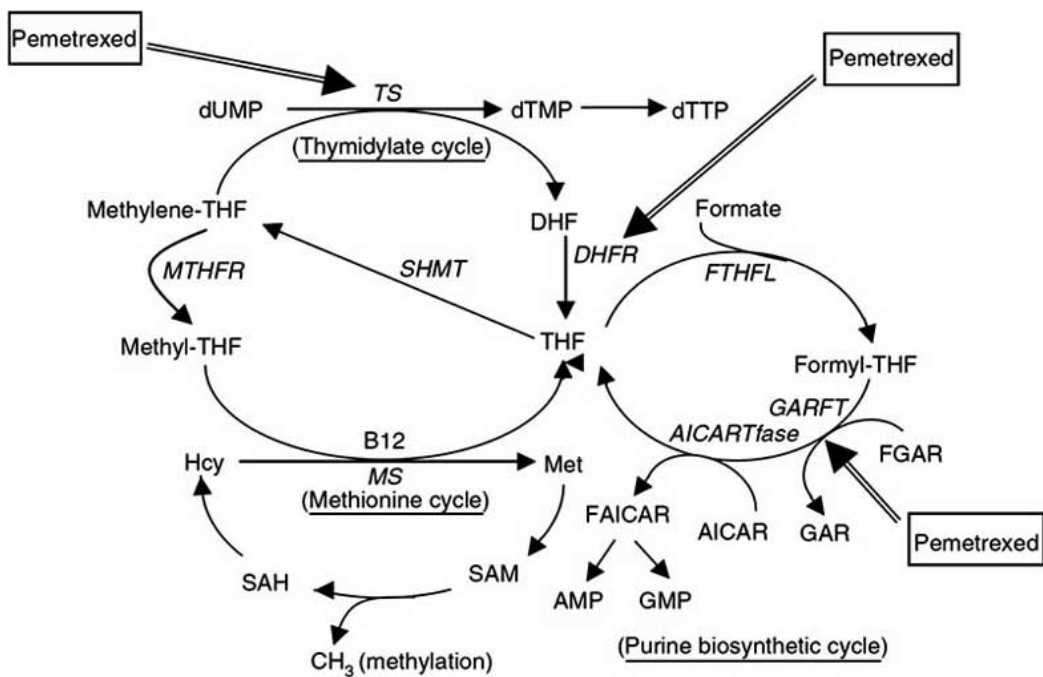 Pemetrexed
Pemetrexed
TS
dUMP
dTMP
dTTP
(Thymidylate cycle)
Methylene-THF
DHF
Formate
MTHFR
SHMT
DHFR
FTHFL
Methyl-THF
THF
Formyl-THF
GARFT
AICARTfase
B12
Hcy
MS
Met
FGAR
(Methionine cycle)
FAICAR
AICAR
GAR
Pemetrexed
SAH
SAM
AMP
GMP
CH₃ (methylation)
(Purine biosynthetic cycle)